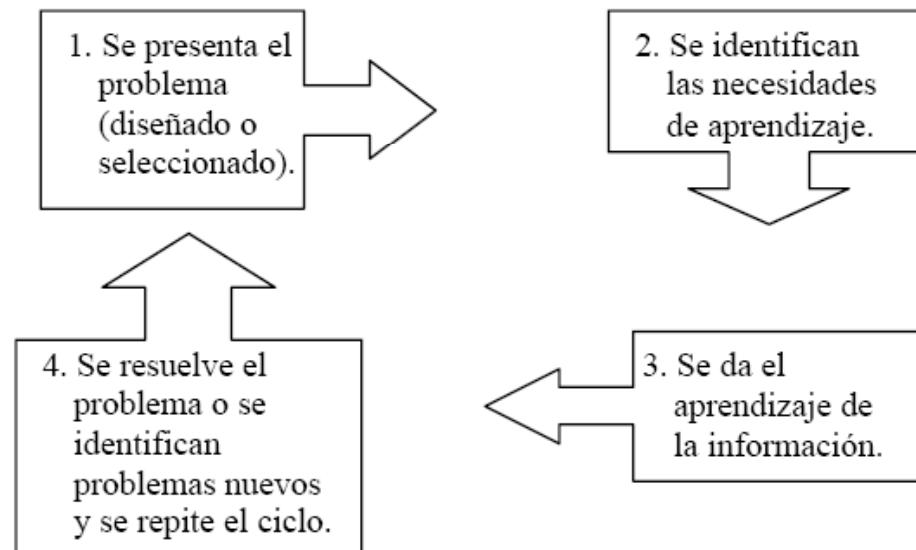 1. Se presenta el
problema
(diseñado o
seleccionado).
2. Se identifican
las necesidades
de aprendizaje.
3. Se da el
aprendizaje de
la información.
4. Se resuelve el
problema o se
identifican
problemas nuevos
y se repite el ciclo.